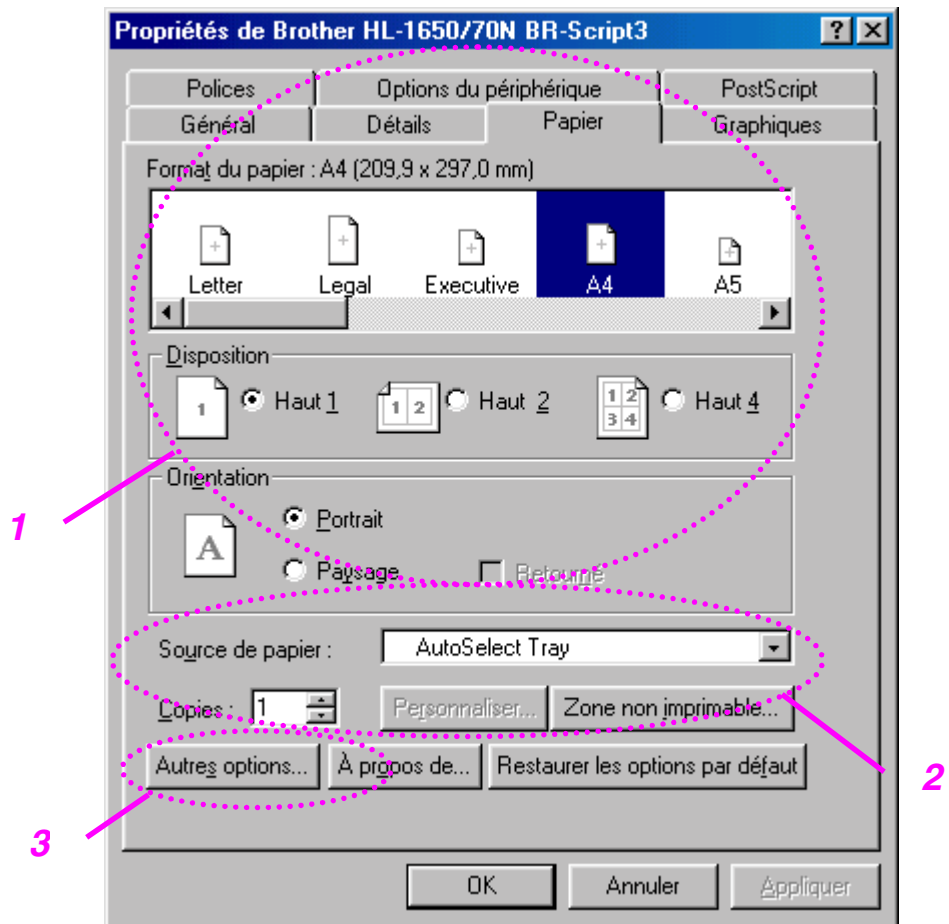 Propriétés de Brother HL-1650/70N BR-Script3
Polices Options du périphérique PostScript
Général Détails Papier Graphiques
Format du papier : A4 (209,9 x 297,0 mm)
Letter Legal Executive A4 A5
Disposition
1 Haut 1 1 2 Haut 2 1 2 3 4 Haut 4
Orientation
A Portrait
Paysage Retourné
1
Source de papier : AutoSelect Tray
Copies : 1 Personnaliser... Zone non imprimable...
Autres options... À propos de... Restaurer les options par défaut
2
3
OK Annuler Appliquer